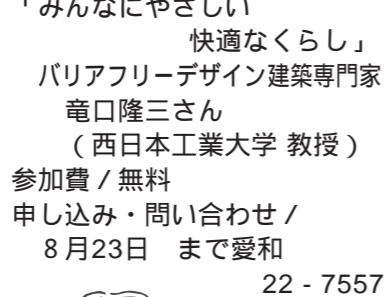 「みんなにやさしい
快適なくらし」
バリアフリーデザイン建築専門家
竜口隆三さん
（西日本工業大学 教授）
参加費 / 無料
申し込み・問い合わせ /
8月23日　まで愛和
22 - 7557